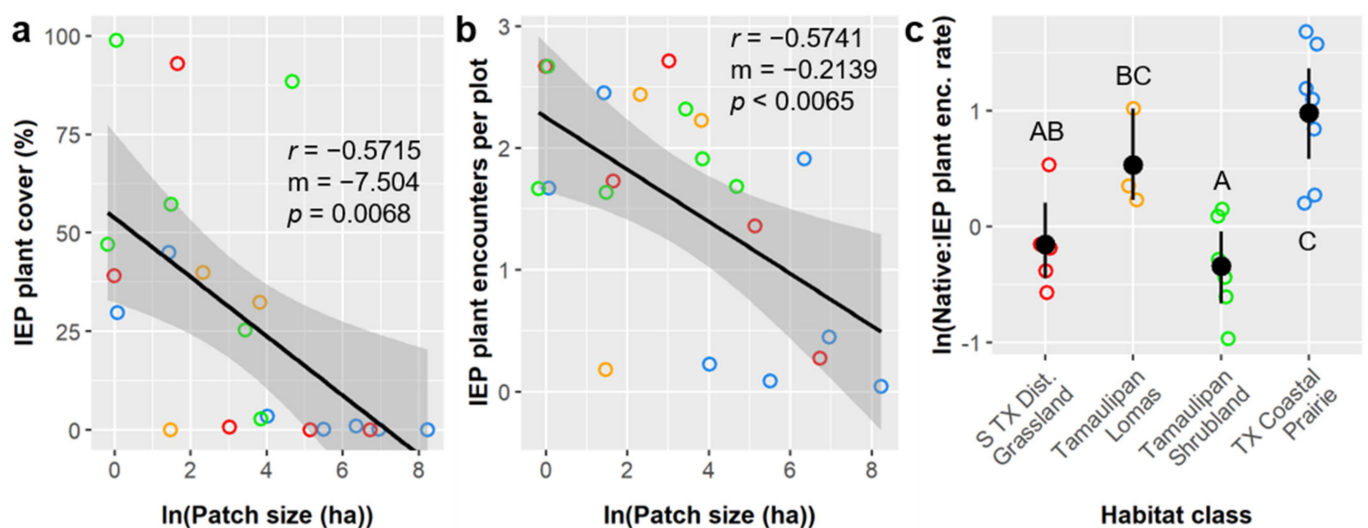 a
100
75
50
25
0
IEP plant cover (%)
r = −0.5715
m = −7.504
p = 0.0068
0 2 4 6 8
ln(Patch size (ha))
b
3
2
1
0
IEP plant encounters per plot
r = −0.5741
m = −0.2139
p < 0.0065
0 2 4 6 8
ln(Patch size (ha))
c
1
0
-1
ln(Native:IEP plant enc. rate)
AB
BC
A
C
S TX Dist.
Grassland
Tamaulipan
Lomas
Tamaulipan
Shrubland
TX Coastal
Prairie
Habitat class